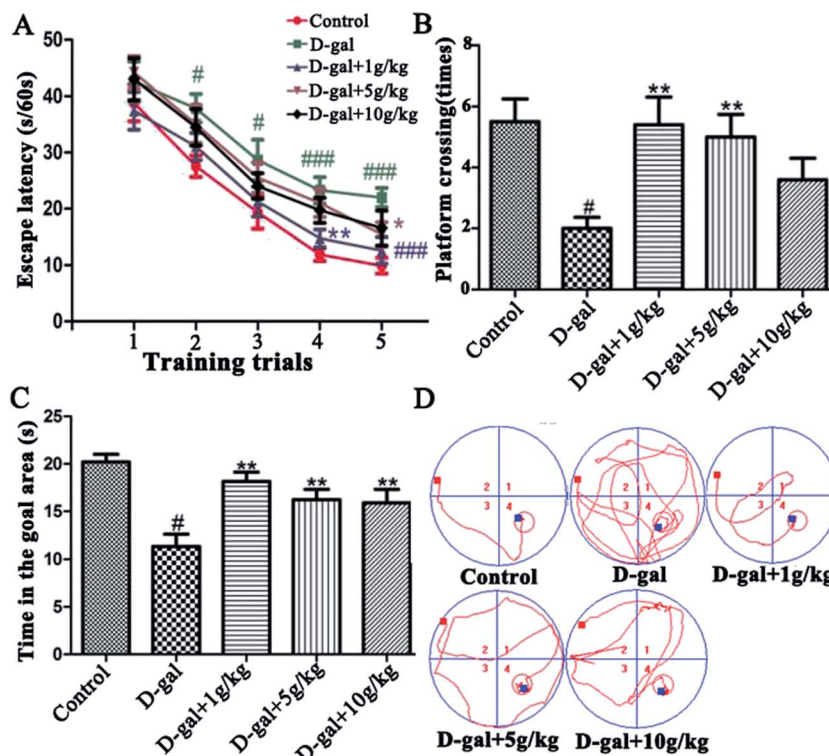 A
Escape latency (s/60s)
50
40
30
20
10
0
1 2 3 4 5
Training trials
Control
D-gal
D-gal+1g/kg
D-gal+5g/kg
D-gal+10g/kg
#
#
###
###
**
*
###
B
Platform crossing(times)
8
6
4
2
0
#
**
**
Control
D-gal
D-gal+1g/kg
D-gal+5g/kg
D-gal+10g/kg
C
Time in the goal area (s)
25
20
15
10
5
0
#
**
**
**
Control
D-gal
D-gal+1g/kg
D-gal+5g/kg
D-gal+10g/kg
D
2 1
3 4
Control
2 1
3 4
D-gal
2 1
3 4
D-gal+1g/kg
2 1
3 4
D-gal+5g/kg
2 1
3 4
D-gal+10g/kg